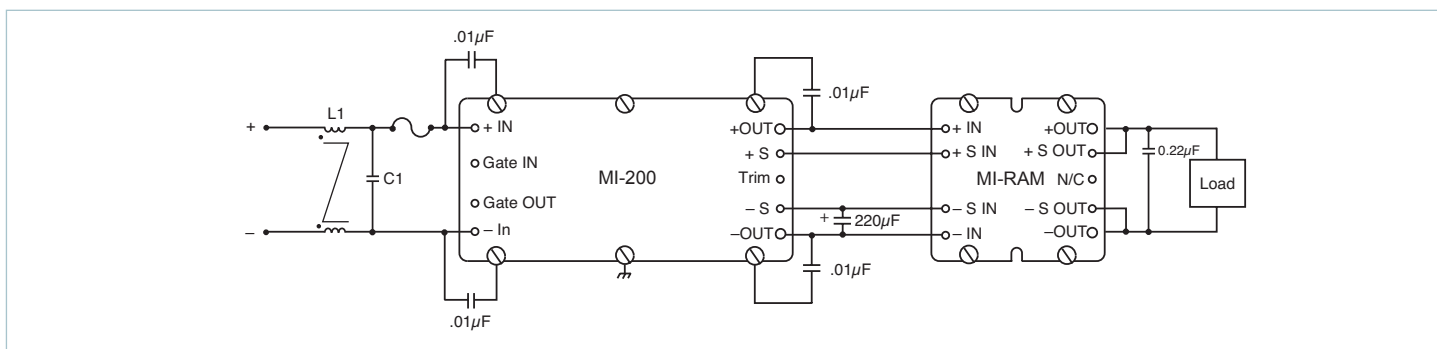 .01µF
L1
+
–
C1
.01µF
+ IN
Gate IN
Gate OUT
– In
MI-200
+OUT
+ S
Trim
– S
–OUT
.01µF
+
220µF
.01µF
+ IN
+ S IN
– S IN
– IN
MI-RAM
+OUT
+ S OUT
N/C
– S OUT
–OUT
0.22µF
Load